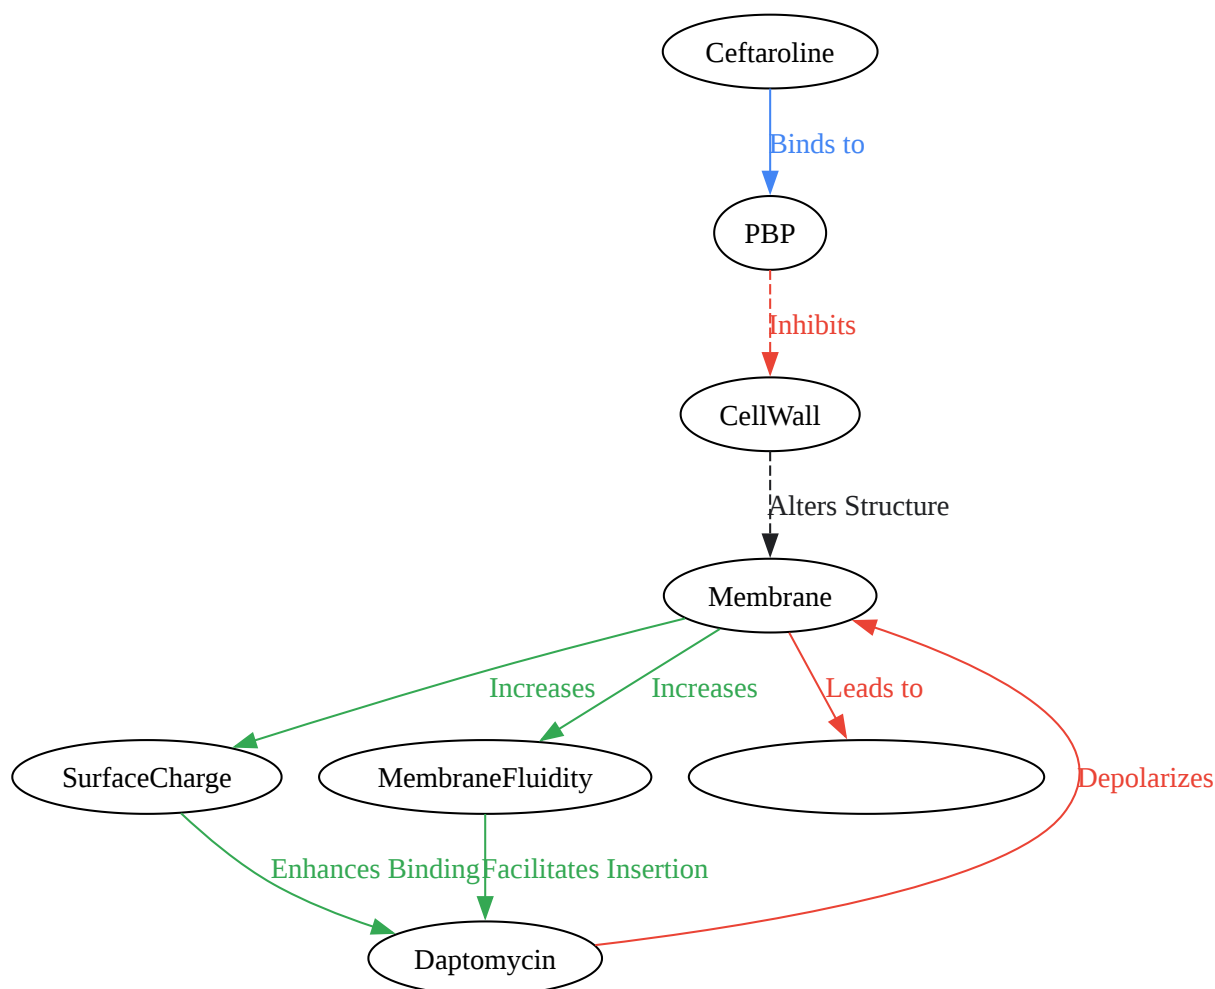 Ceftaroline
Binds to
PBP
Inhibits
CellWall
Alters Structure
Membrane
Increases
Increases
Leads to
SurfaceCharge
MembraneFluidity
Depolarizes
Enhances Binding
Facilitates Insertion
Daptomycin